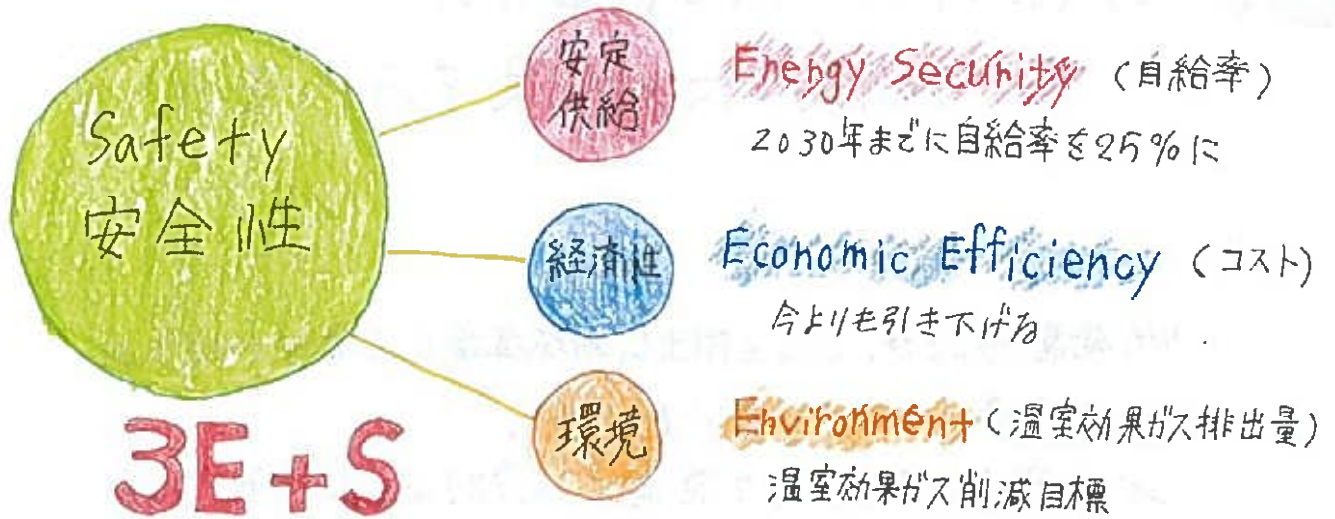 Safety
安全性
3E+S
安定
供給
Energy Security (自給率)
2030年までに自給率を25%に
経済性
Economic Efficiency (コスト)
今よりも引き下げる
環境
Environment (温室効果ガス排出量)
温室効果ガス削減目標